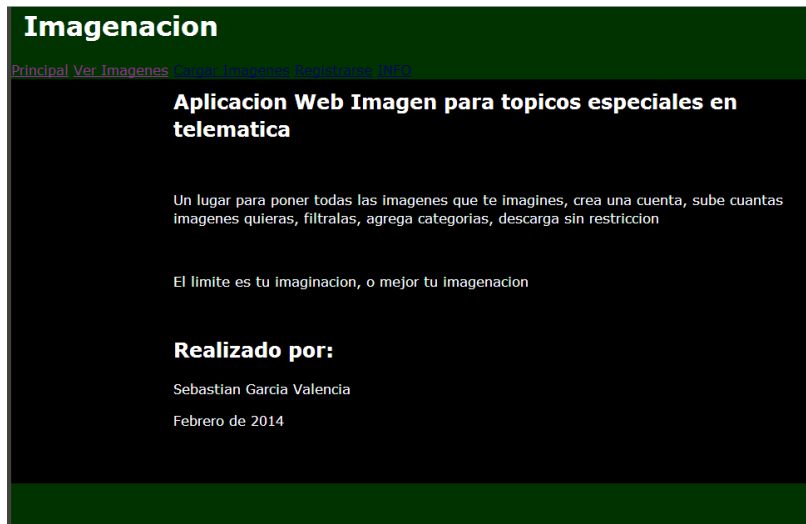 Imagenacion
Principal Ver Imagenes Cargar Imagenes Registrarse INFO
Aplicacion Web Imagen para topicos especiales en
telematica
Un lugar para poner todas las imagenes que te imagines, crea una cuenta, sube cuantas
imagenes quieras, filtralas, agrega categorias, descarga sin restriccion
El limite es tu imaginacion, o mejor tu imagenacion
Realizado por:
Sebastian Garcia Valencia
Febrero de 2014